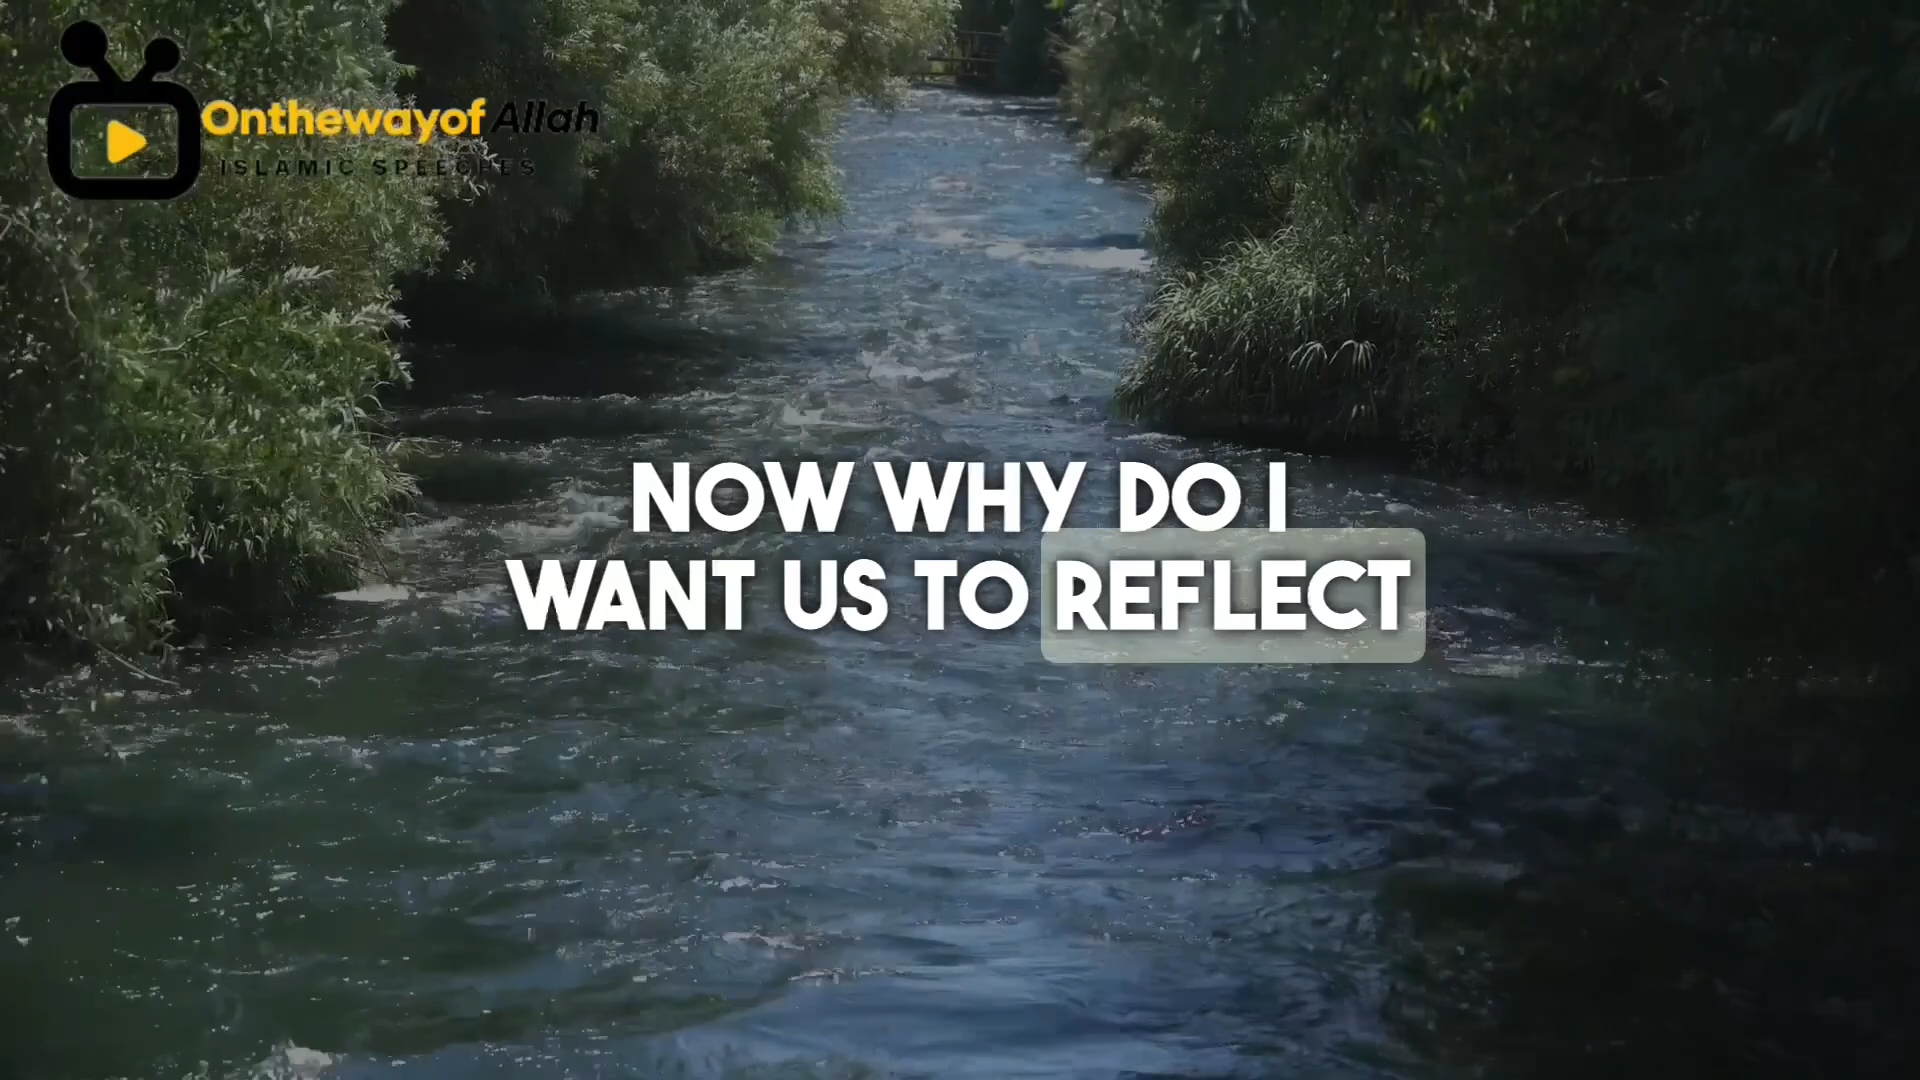 Onthewayof Allah
ISLAMIC SPEECHES
NOW WHY DO I
WANT US TO REFLECT